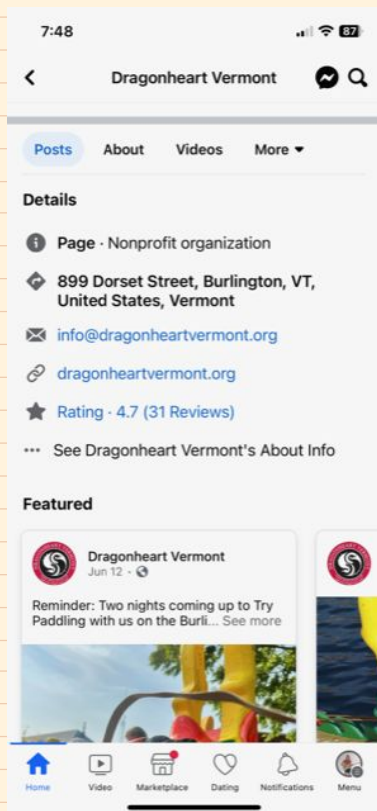 7:48
87
Dragonheart Vermont
Posts About Videos More
Details
Page · Nonprofit organization
899 Dorset Street, Burlington, VT,
United States, Vermont
info@dragonheartvermont.org
dragonheartvermont.org
Rating · 4.7 (31 Reviews)
See Dragonheart Vermont's About Info
Featured
Dragonheart Vermont
Jun 12 ·
Reminder: Two nights coming up to Try
Paddling with us on the Burli... See more
Home Video Marketplace Dating Notifications Menu